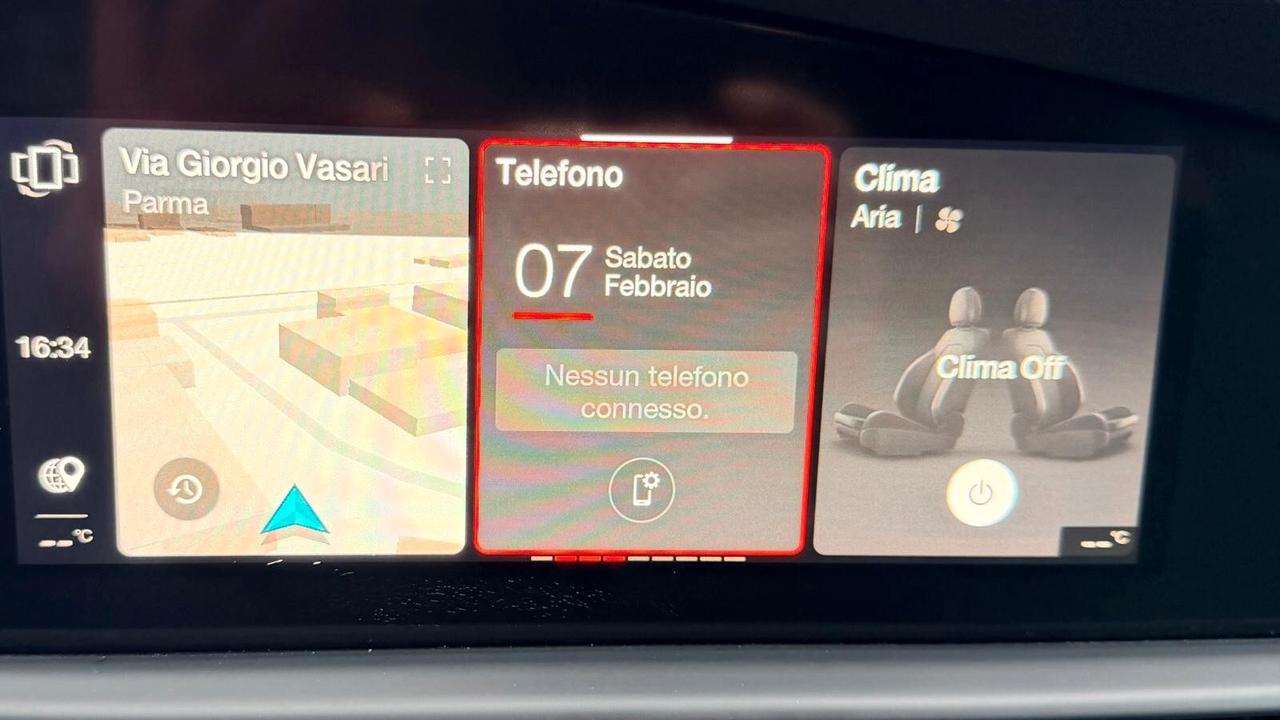 Via Giorgio Vasari
Parma
16:34
--°C
Telefono
07
Sabato
Febbraio
Nessun telefono
connesso.
Clima
Aria |
Clima Off
--°C